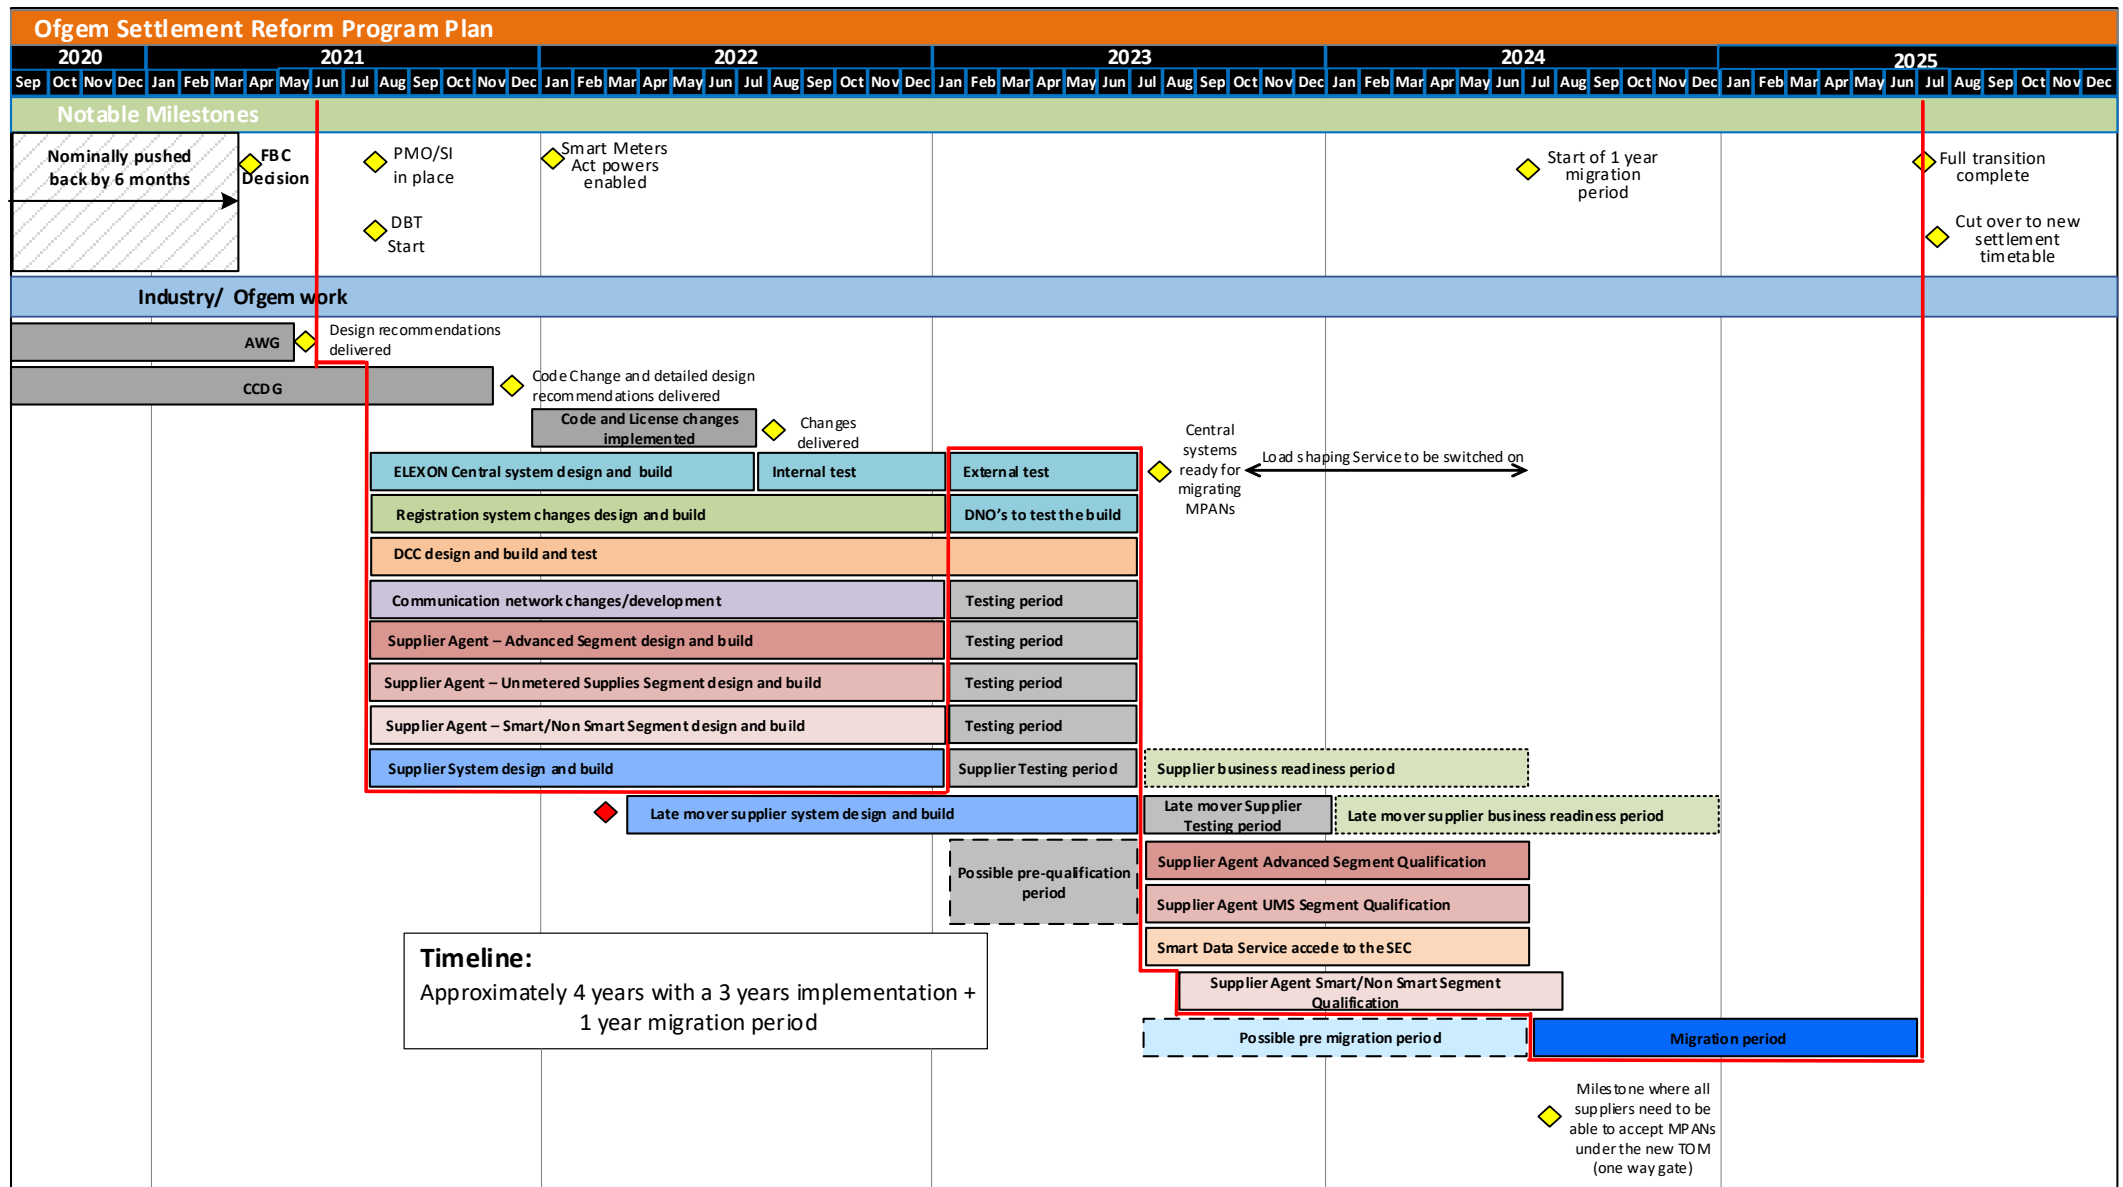 Ofgem Settlement Reform Program Plan
2020 2021 2022 2023 2024 2025
Sep Oct Nov Dec Jan Feb Mar Apr May Jun Jul Aug Sep Oct Nov Dec Jan Feb Mar Apr May Jun Jul Aug Sep Oct Nov Dec Jan Feb Mar Apr May Jun Jul Aug Sep Oct Nov Dec Jan Feb Mar Apr May Jun Jul Aug Sep Oct Nov Dec Jan Feb Mar Apr May Jun Jul Aug Sep Oct Nov Dec
Notable Milestones
Nominally pushed
back by 6 months
FBC
Decision
PMO/SI
in place
DBT
Start
Smart Meters
Act powers
enabled
Start of 1 year
migration
period
Full transition
complete
Cut over to new
settlement
timetable
Industry/ Ofgem work
AWG
Design recommendations
delivered
CCDG
Code Change and detailed design
recommendations delivered
Code and License changes
implemented
Changes
delivered
ELEXON Central system design and build
Internal test
External test
Central
systems
ready for
migrating
MPANs
Load shaping Service to be switched on
Registration system changes design and build
DNO's to test the build
DCC design and build and test
Communication network changes/development
Testing period
Supplier Agent – Advanced Segment design and build
Testing period
Supplier Agent – Unmetered Supplies Segment design and build
Testing period
Supplier Agent – Smart/Non Smart Segment design and build
Testing period
Supplier System design and build
Supplier Testing period
Supplier business readiness period
Late mover supplier system design and build
Late mover Supplier
Testing period
Late mover supplier business readiness period
Possible pre-qualification
period
Supplier Agent Advanced Segment Qualification
Supplier Agent UMS Segment Qualification
Smart Data Service accede to the SEC
Supplier Agent Smart/Non Smart Segment
Qualification
Timeline:
Approximately 4 years with a 3 years implementation +
1 year migration period
Possible pre migration period
Migration period
Milestone where all
suppliers need to be
able to accept MPANs
under the new TOM
(one way gate)